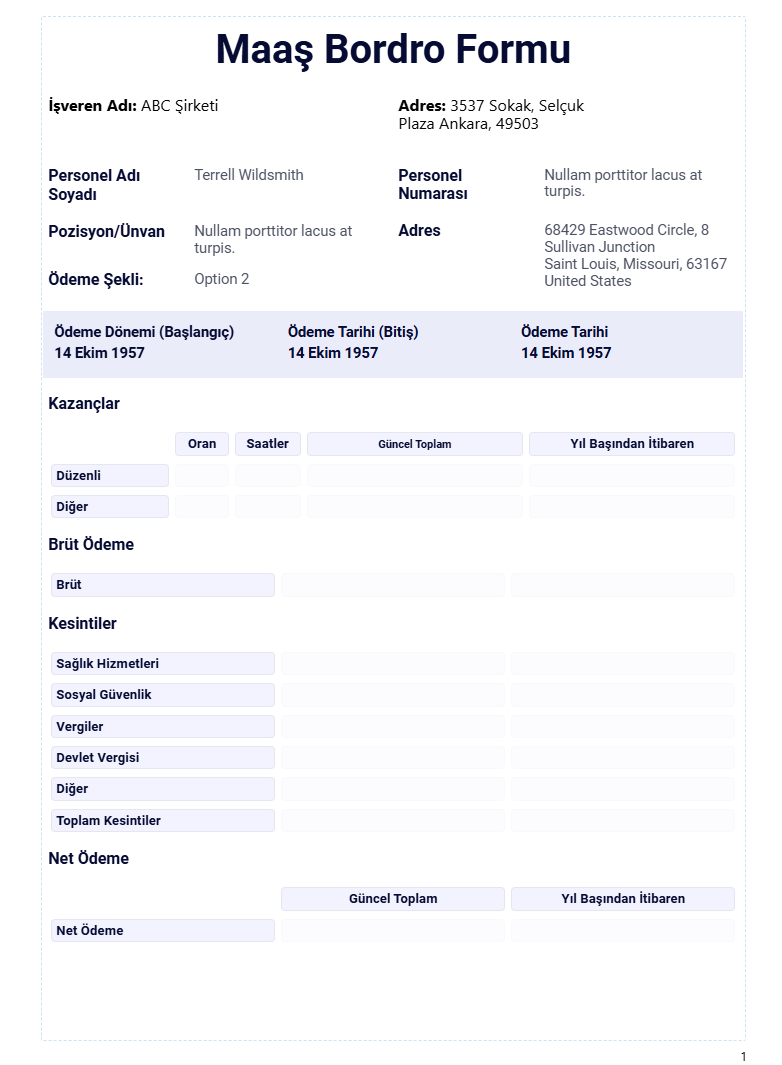 Maaş Bordro Formu
İşveren Adı: ABC Şirketi
Adres: 3537 Sokak, Selçuk
Plaza Ankara, 49503
Personel Adı
Soyadı
Terrell Wildsmith
Personel
Numarası
Nullam porttitor lacus at
turpis.
Pozisyon/Ünvan
Nullam porttitor lacus at
turpis.
Adres
68429 Eastwood Circle, 8
Sullivan Junction
Saint Louis, Missouri, 63167
United States
Ödeme Şekli:
Option 2
Ödeme Dönemi (Başlangıç)
14 Ekim 1957
Ödeme Tarihi (Bitiş)
14 Ekim 1957
Ödeme Tarihi
14 Ekim 1957
Kazançlar
Oran Saatler Güncel Toplam Yıl Başından İtibaren
Düzenli
Diğer
Brüt Ödeme
Brüt
Kesintiler
Sağlık Hizmetleri
Sosyal Güvenlik
Vergiler
Devlet Vergisi
Diğer
Toplam Kesintiler
Net Ödeme
Güncel Toplam Yıl Başından İtibaren
Net Ödeme
1